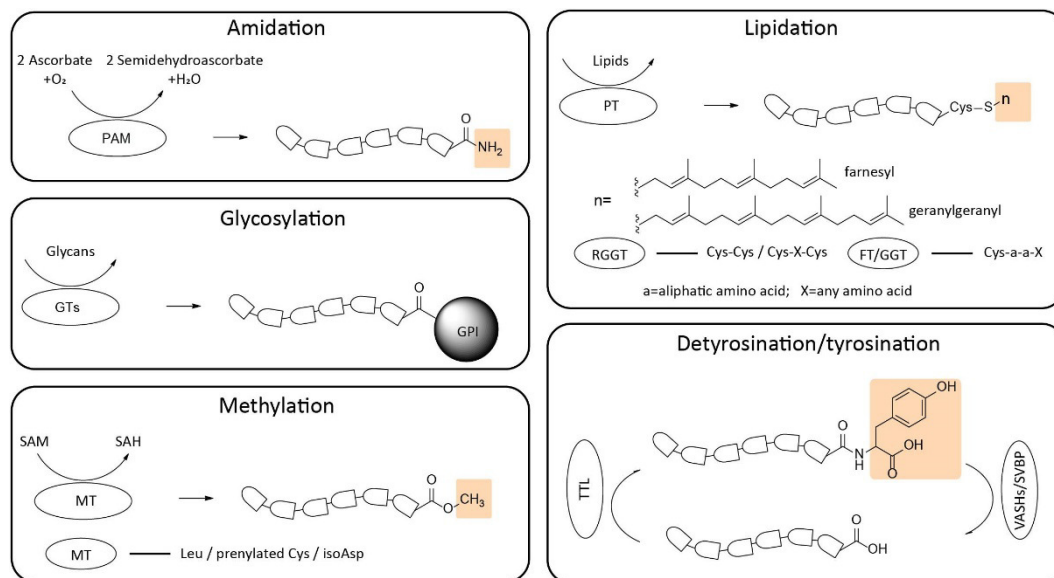 Amidation
2 Ascorbate
+O₂
2 Semidehydroascorbate
+H₂O
PAM
O
NH₂
Glycosylation
Glycans
GTs
O
GPI
Methylation
SAM
SAH
MT
O
O
CH₃
MT
Leu / prenylated Cys / isoAsp
Lipidation
Lipids
PT
Cys
S
n
n=
farnesyl
geranylgeranyl
RGGT
Cys-Cys / Cys-X-Cys
FT/GGT
Cys-a-a-X
a=aliphatic amino acid; X=any amino acid
Detyrosination/tyrosination
TTL
O
NH
OH
O
OH
O
OH
VASHs/SVBP